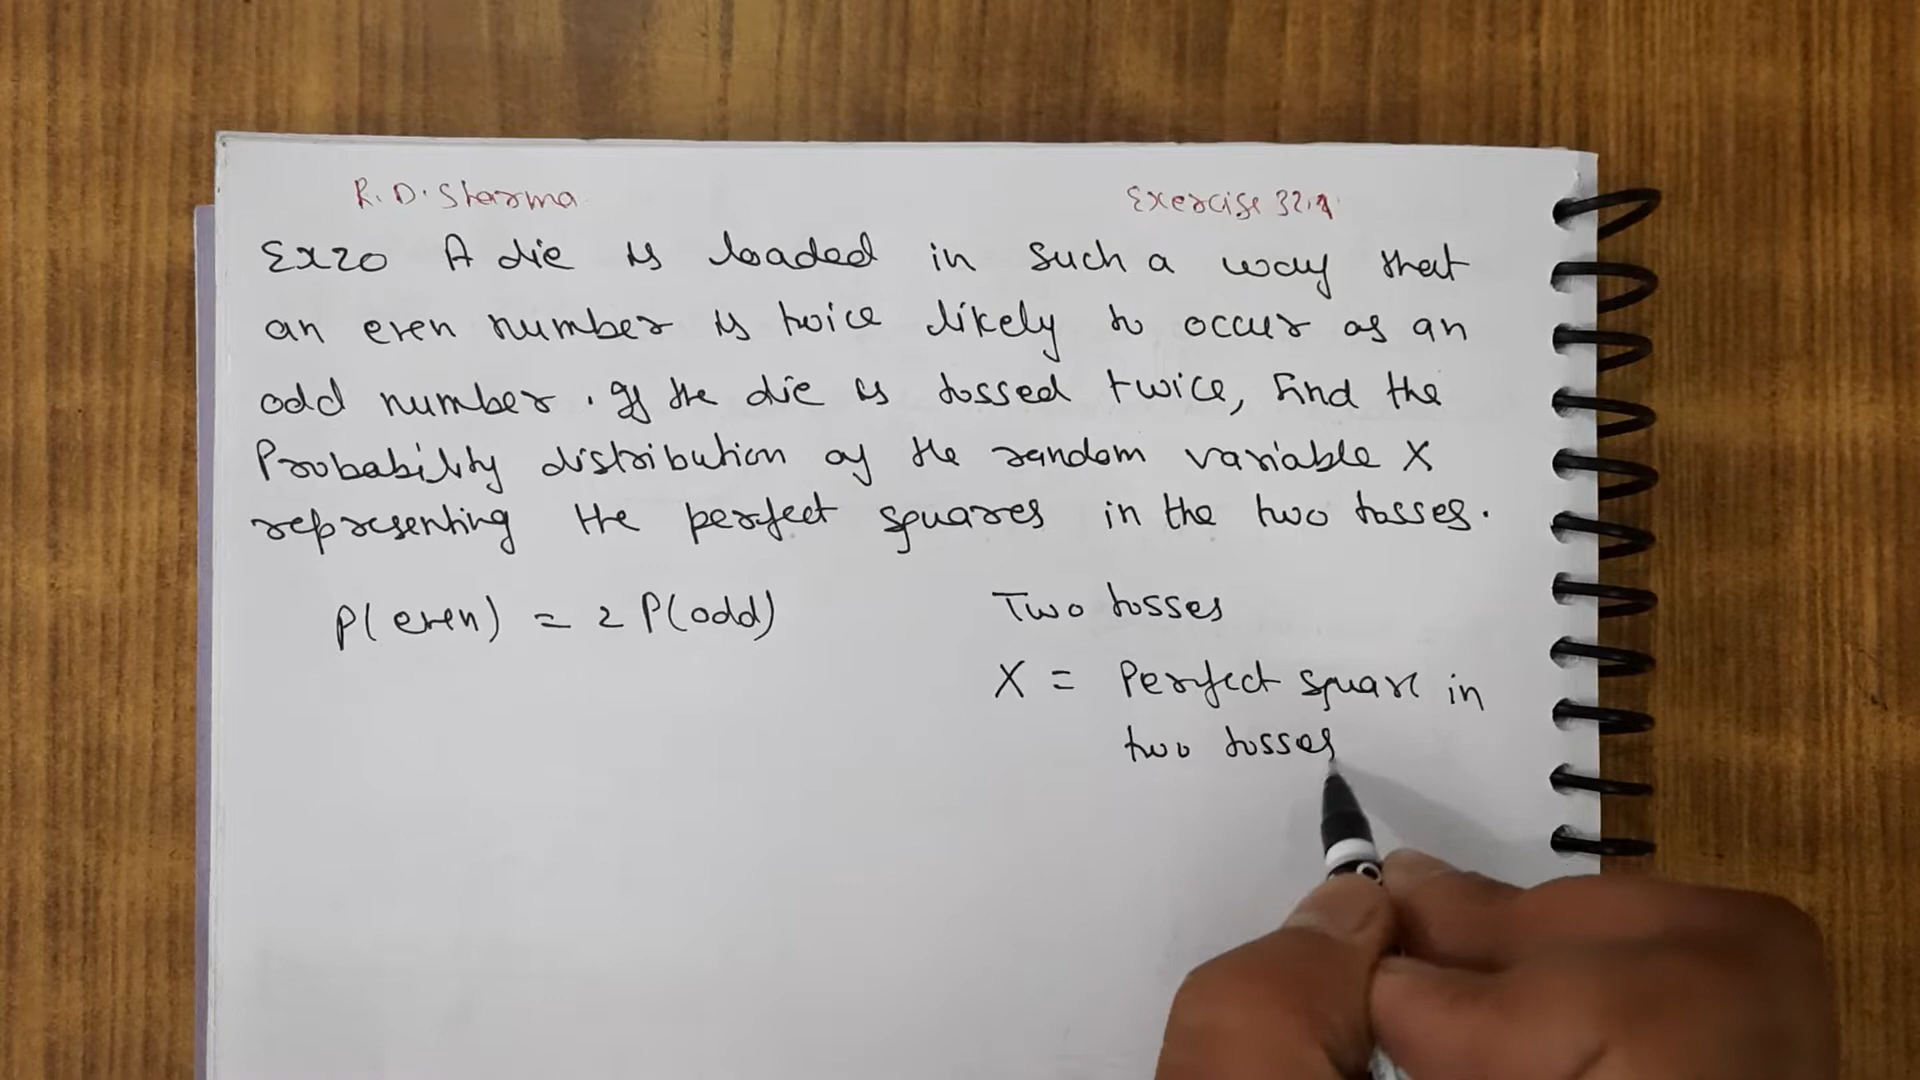 R.D.Sharma
Exercise 32.1
Ex20 A die is loaded in such a way that
an even number is twice likely to occur as an
odd number. If the die is tossed twice, Find the
Probability distribution of the random variable X
representing the perfect squares in the two tosses.
P(even) = 2 P(odd)
Two tosses
X = Perfect square in
two tosses